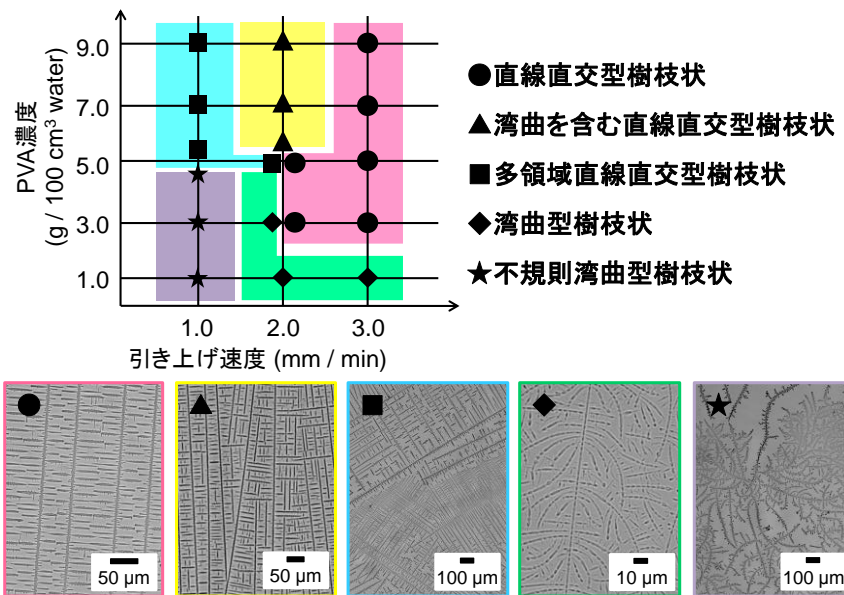 PVA濃度
(g / 100 cm³ water)
9.0
7.0
5.0
3.0
1.0
1.0 2.0 3.0
引き上げ速度 (mm / min)
●直線直交型樹枝状
▲湾曲を含む直線直交型樹枝状
■多領域直線直交型樹枝状
◆湾曲型樹枝状
★不規則湾曲型樹枝状
50 μm
50 μm
100 μm
10 μm
100 μm